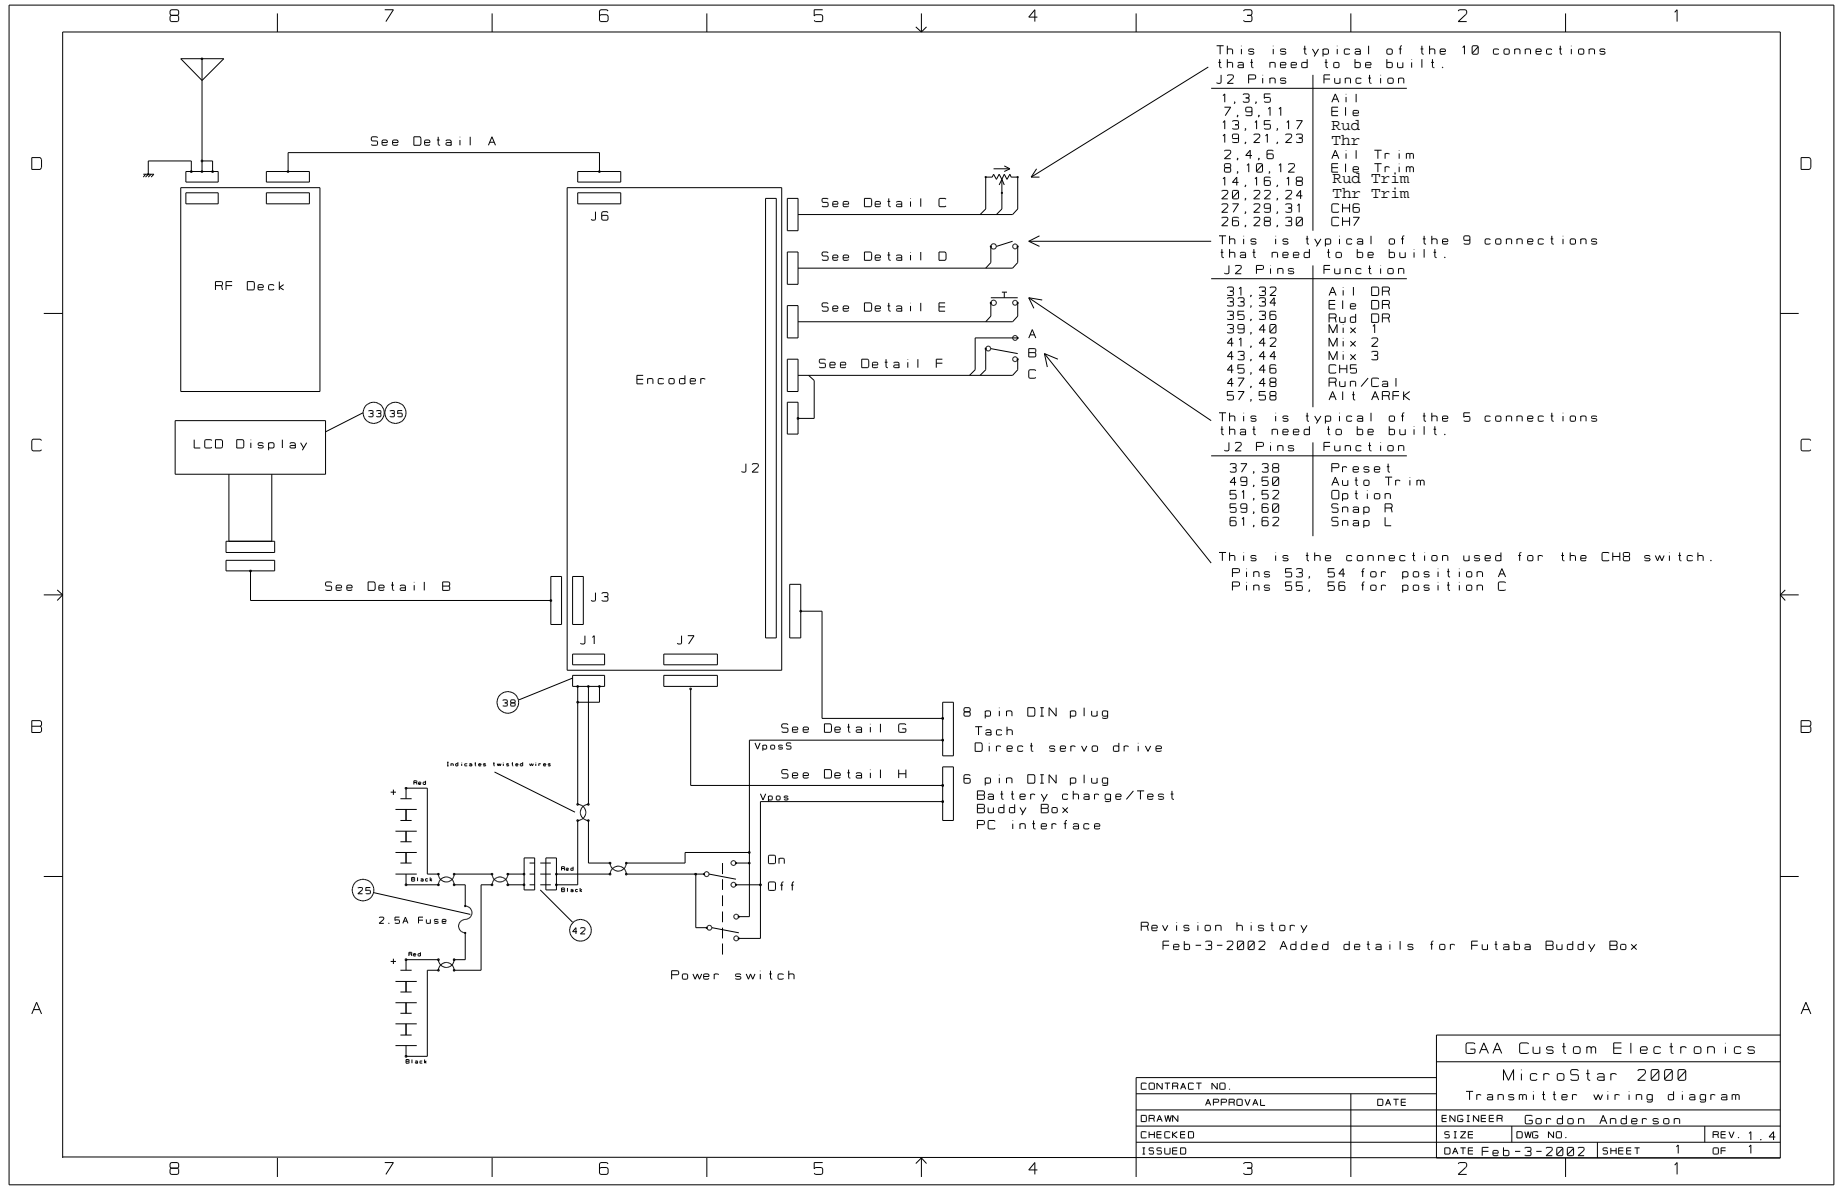 8 7 6 5 4 3 2 1
This is typical of the 10 connections
that need to be built.
J2 Pins Function
1,3,5 Ail
7,9,11 Ele
13,15,17 Rud
19,21,23 Thr
2,4,6 Ail Trim
8,10,12 Ele Trim
14,16,18 Rud Trim
20,22,24 Thr Trim
27,29,31 CH6
26,28,30 CH7
This is typical of the 9 connections
that need to be built.
J2 Pins Function
31,32 Ail DR
33,34 Ele DR
35,36 Rud DR
39,40 Mix 1
41,42 Mix 2
43,44 Mix 3
45,46 CH5
47,48 Run/Cal
57,58 Alt ARFK
This is typical of the 5 connections
that need to be built.
J2 Pins Function
37,38 Preset
49,50 Auto Trim
51,52 Option
59,60 Snap R
61,62 Snap L
This is the connection used for the CH8 switch.
Pins 53, 54 for position A
Pins 55, 56 for position C
D
D
See Detail A
J6
See Detail C
See Detail D
See Detail E
See Detail F
A
B
C
RF Deck
Encoder
33
35
LCD Display
C
C
J2
See Detail B
J3
J1
J7
38
B
B
8 pin DIN plug
Tach
Direct servo drive
See Detail G
Vpos5
See Detail H
Vpos
6 pin DIN plug
Battery charge/Test
Buddy Box
PC interface
Indicates twisted wires
+
Red
Black
25
2.5A Fuse
+
Red
Black
42
Red
Black
On
Off
Power switch
Revision history
Feb-3-2002 Added details for Futaba Buddy Box
A
A
GAA Custom Electronics
MicroStar 2000
Transmitter wiring diagram
CONTRACT NO.
APPROVAL DATE
DRAWN
CHECKED
ISSUED
ENGINEER Gordon Anderson
SIZE DWG NO. REV. 1.4
DATE Feb-3-2002 SHEET 1 OF 1
8 7 6 5 4 3 2 1